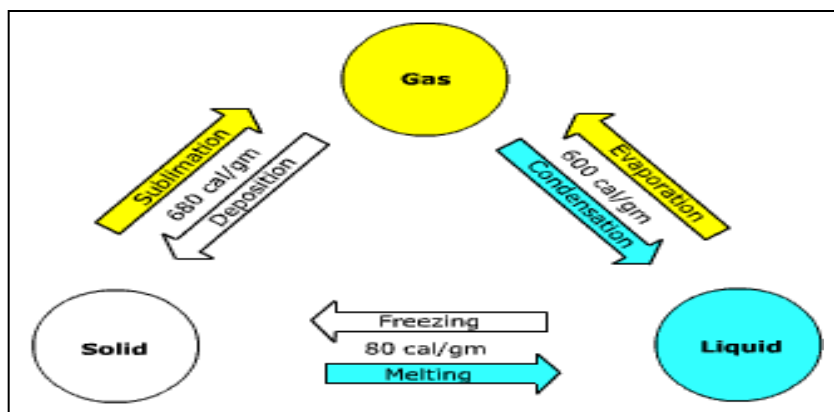 Gas
Sublimation
680 cal/gm
Deposition
Evaporation
600 cal/gm
Condensation
Freezing
80 cal/gm
Melting
Solid
Liquid